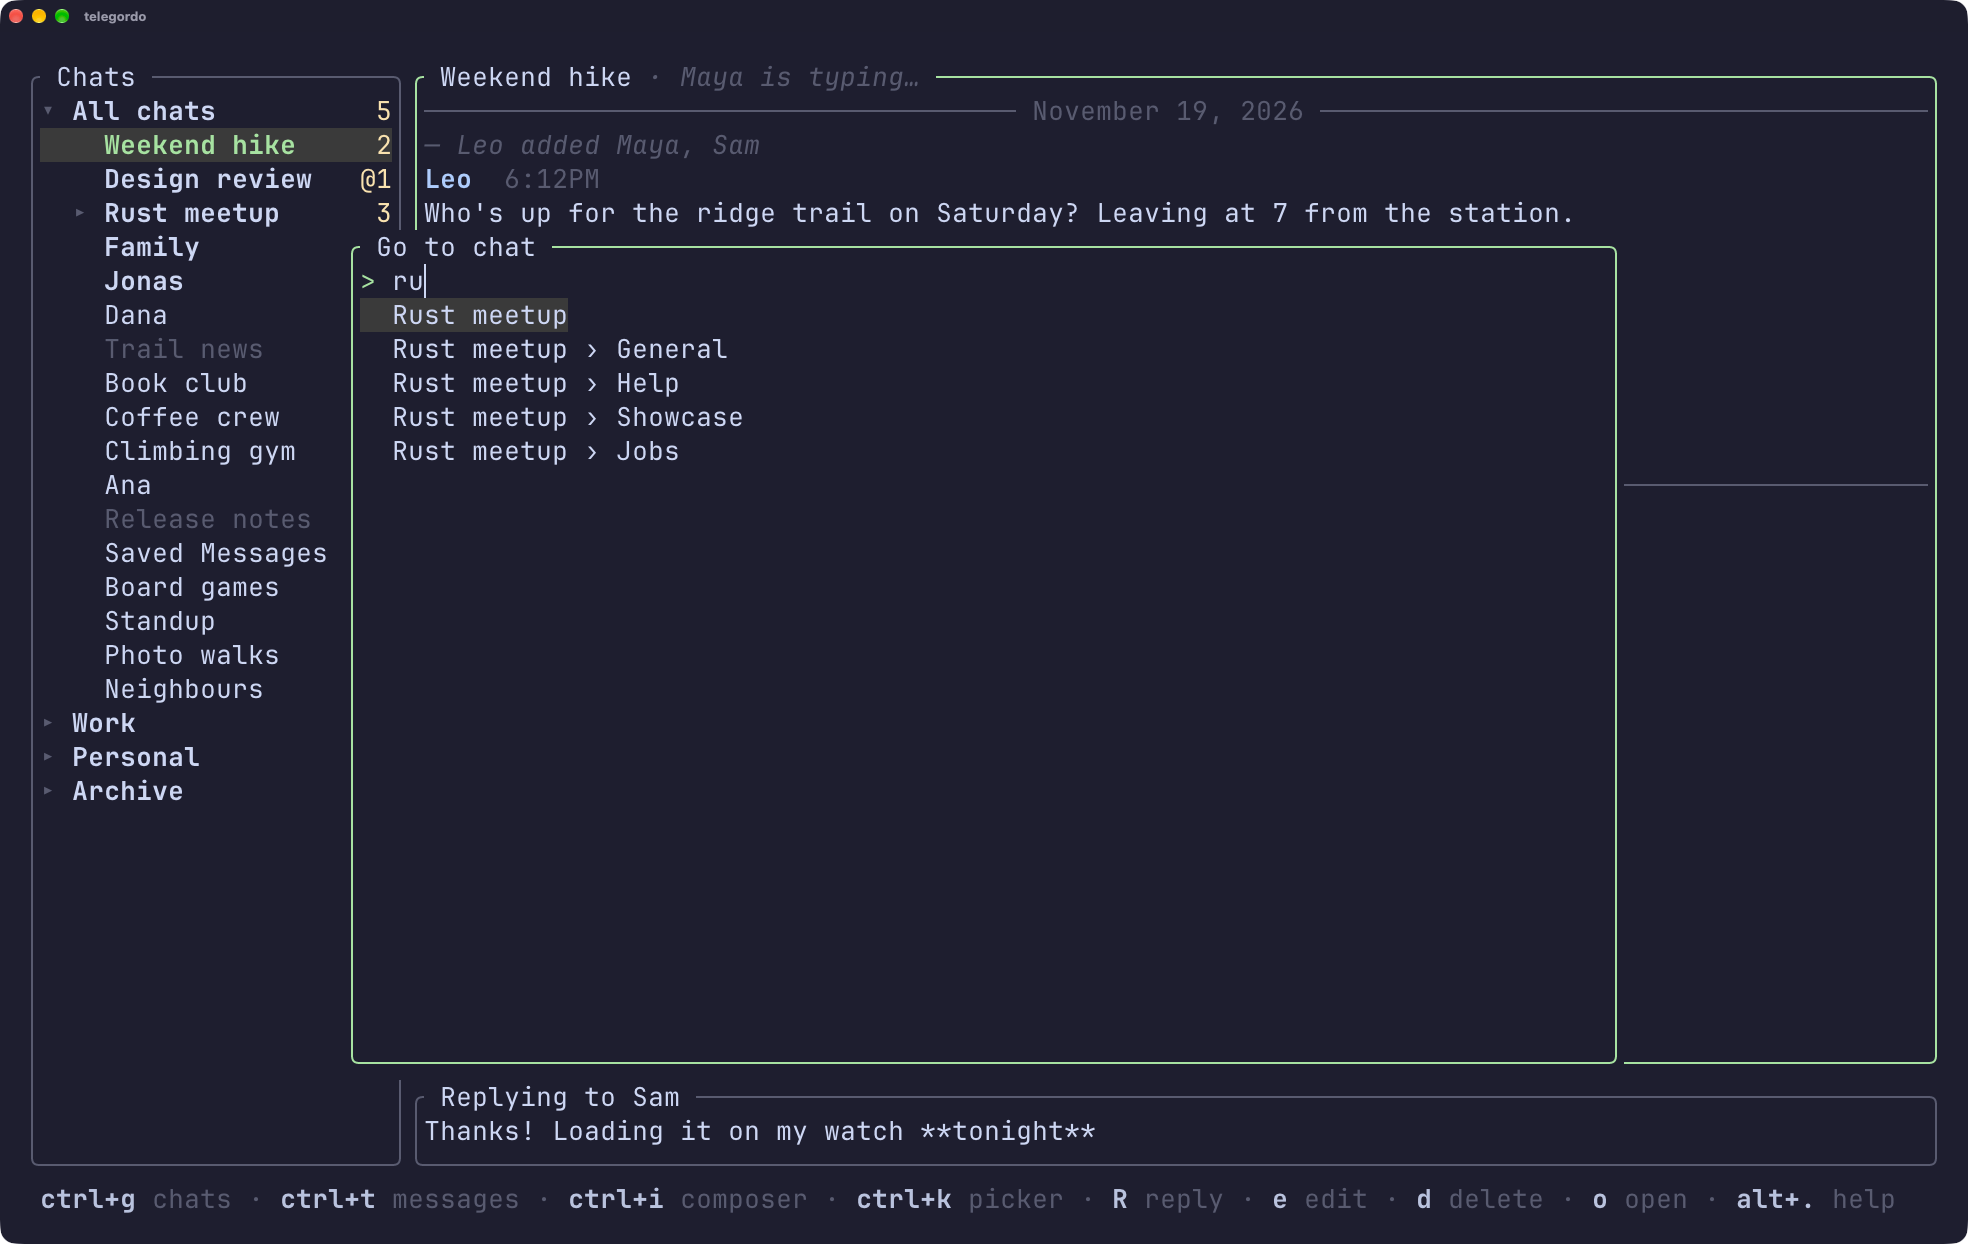 telegordo
Chats
▾ All chats 5
Weekend hike 2
Design review @1
▸ Rust meetup 3
Family
Jonas
Dana
Trail news
Book club
Coffee crew
Climbing gym
Ana
Release notes
Saved Messages
Board games
Standup
Photo walks
Neighbours
▸ Work
▸ Personal
▸ Archive
Weekend hike · Maya is typing…
November 19, 2026
— Leo added Maya, Sam
Leo 6:12PM
Who's up for the ridge trail on Saturday? Leaving at 7 from the station.
Go to chat
> ru
Rust meetup
Rust meetup › General
Rust meetup › Help
Rust meetup › Showcase
Rust meetup › Jobs
Replying to Sam
Thanks! Loading it on my watch **tonight**
ctrl+g chats · ctrl+t messages · ctrl+i composer · ctrl+k picker · R reply · e edit · d delete · o open · alt+. help